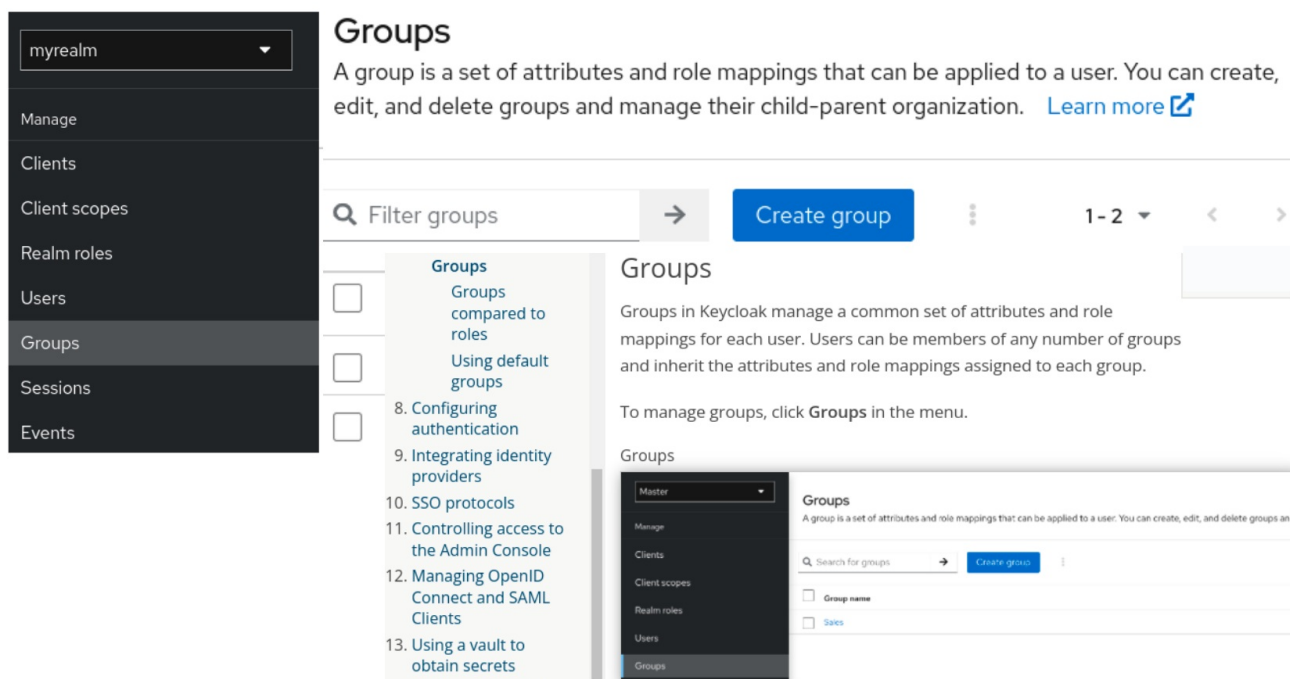 myrealm
Manage
Clients
Client scopes
Realm roles
Users
Groups
Sessions
Events
Groups
A group is a set of attributes and role mappings that can be applied to a user. You can create,
edit, and delete groups and manage their child-parent organization. Learn more
Filter groups
Create group
1 - 2
Groups
Groups
compared to
roles
Using default
groups
8. Configuring
authentication
9. Integrating identity
providers
10. SSO protocols
11. Controlling access to
the Admin Console
12. Managing OpenID
Connect and SAML
Clients
13. Using a vault to
obtain secrets
Groups
Groups in Keycloak manage a common set of attributes and role
mappings for each user. Users can be members of any number of groups
and inherit the attributes and role mappings assigned to each group.
To manage groups, click Groups in the menu.
Groups
Master
Manage
Clients
Client scopes
Realm roles
Users
Groups
Groups
A group is a set of attributes and role mappings that can be applied to a user. You can create, edit, and delete groups an
Search for groups
Create group
Group name
Sales